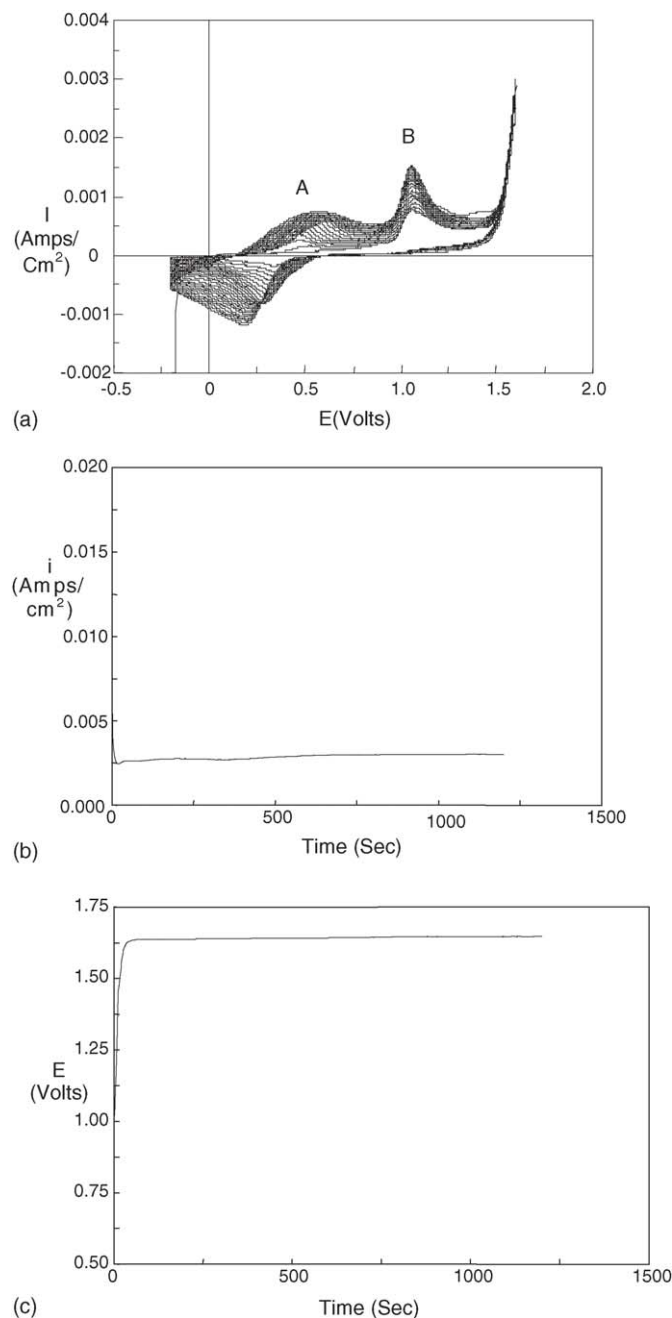 0.004
0.003
0.002
0.001
0
-0.001
-0.002
I
(Amps/
Cm²)
A
B
-0.5
0
0.5
1.0
1.5
2.0
E(Volts)
(a)
0.020
0.015
0.010
0.005
0.000
i
(Amps/
cm²)
0
500
1000
1500
Time (Sec)
(b)
1.75
1.50
1.25
1.00
0.75
0.50
E
(Volts)
0
500
1000
1500
Time (Sec)
(c)